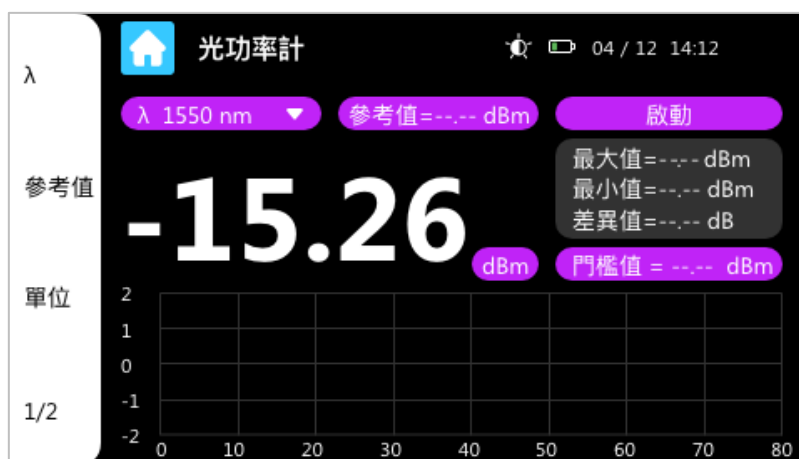 λ
參考值
單位
1/2
光功率計
04 / 12 14:12
λ 1550 nm
參考值=--.-- dBm
啟動
-15.26
dBm
最大值=--.-- dBm
最小值=--.-- dBm
差異值=--.-- dB
門檻值 = --.-- dBm
2
1
0
-1
-2
0 10 20 30 40 50 60 70 80